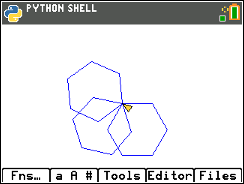 PYTHON SHELL
Fns… a A # Tools Editor Files